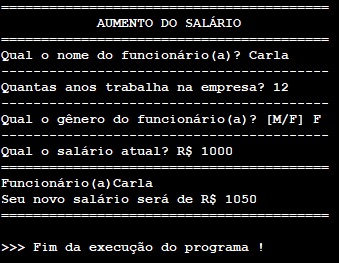 ========================================
AUMENTO DO SALÁRIO
========================================
Qual o nome do funcionário(a)? Carla
----------------------------------------
Quantas anos trabalha na empresa? 12
----------------------------------------
Qual o gênero do funcionário(a)? [M/F] F
----------------------------------------
Qual o salário atual? R$ 1000
========================================
Funcionário(a)Carla
Seu novo salário será de R$ 1050
========================================
>>> Fim da execução do programa !